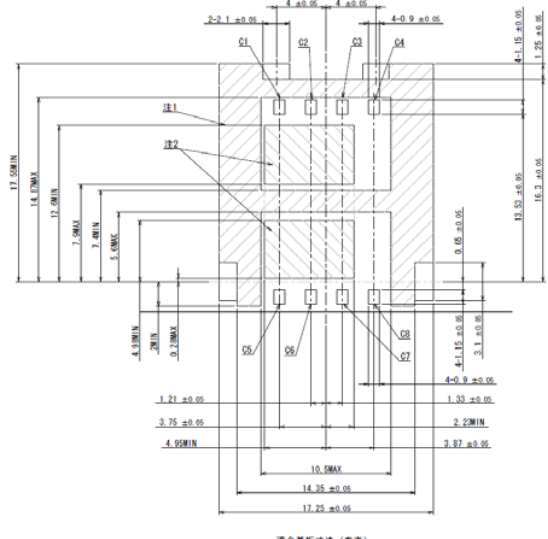 4 ±0.05
4 ±0.05
2-2.1 ±0.05
4-0.9 ±0.05
C1
C2
C3
C4
4-1.15 ±0.05
1.25 ±0.05
注1
注2
17.55MIN
14.87MAX
12.6MIN
7.9MAX
7.4MIN
5.6MAX
4.98MIN
2MIN
0.28MAX
13.53 ±0.05
16.3 ±0.05
0.65 ±0.05
4-1.15 ±0.05
3.1 ±0.05
C5
C6
C7
C8
4-0.9 ±0.05
1.21 ±0.05
1.33 ±0.05
3.75 ±0.05
2.23MIN
4.95MIN
3.87 ±0.05
10.5MAX
14.35 ±0.05
17.25 ±0.05